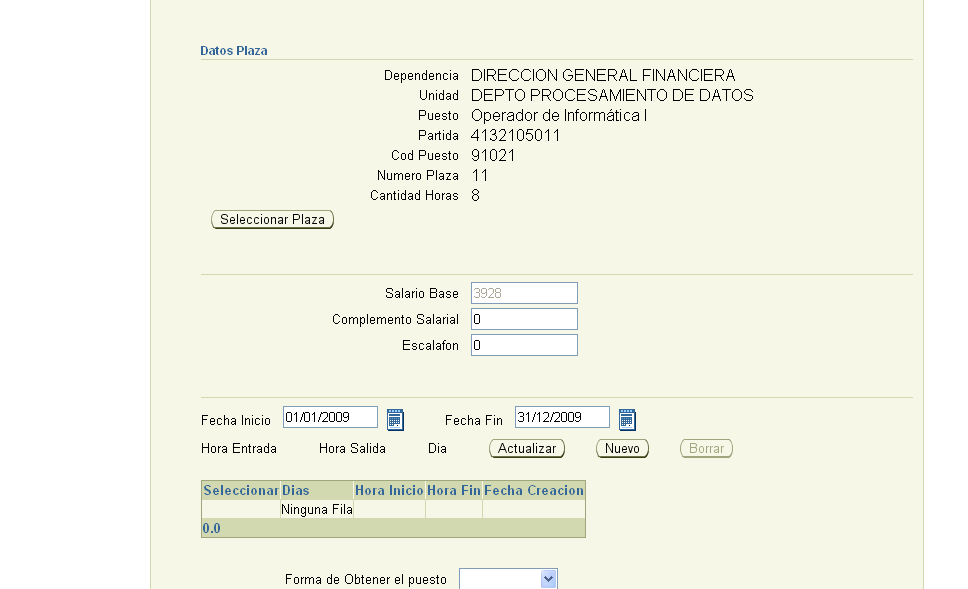 Datos Plaza
Dependencia DIRECCION GENERAL FINANCIERA
Unidad DEPTO PROCESAMIENTO DE DATOS
Puesto Operador de Informática I
Partida 4132105011
Cod Puesto 91021
Numero Plaza 11
Cantidad Horas 8
Seleccionar Plaza
Salario Base 3928
Complemento Salarial 0
Escalafon 0
Fecha Inicio 01/01/2009 Fecha Fin 31/12/2009
Hora Entrada Hora Salida Dia Actualizar Nuevo Borrar
Seleccionar Dias Hora Inicio Hora Fin Fecha Creacion
Ninguna Fila
0.0
Forma de Obtener el puesto